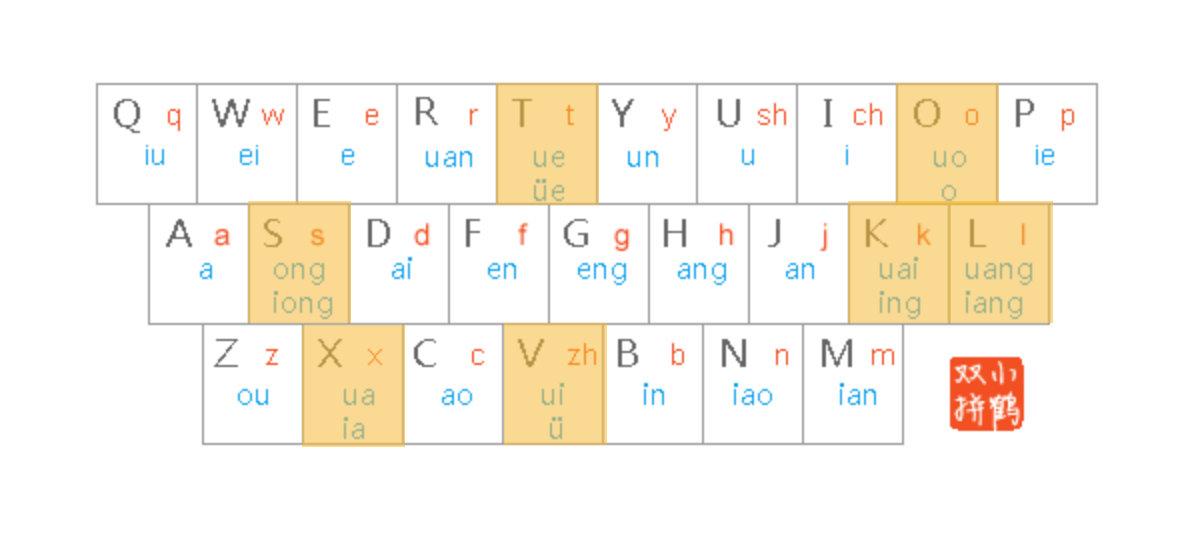 Q q W w E e R r T t Y y U sh I ch O o P p
iu ei e uan ue un u i uo ie
üe o
A a S s D d F f G g H h J j K k L l
a ong ai en eng ang an uai uang
iong ing iang
Z z X x C c V zh B b N n M m
ou ua ao ui in iao ian
ia ü
双小
拼鹤